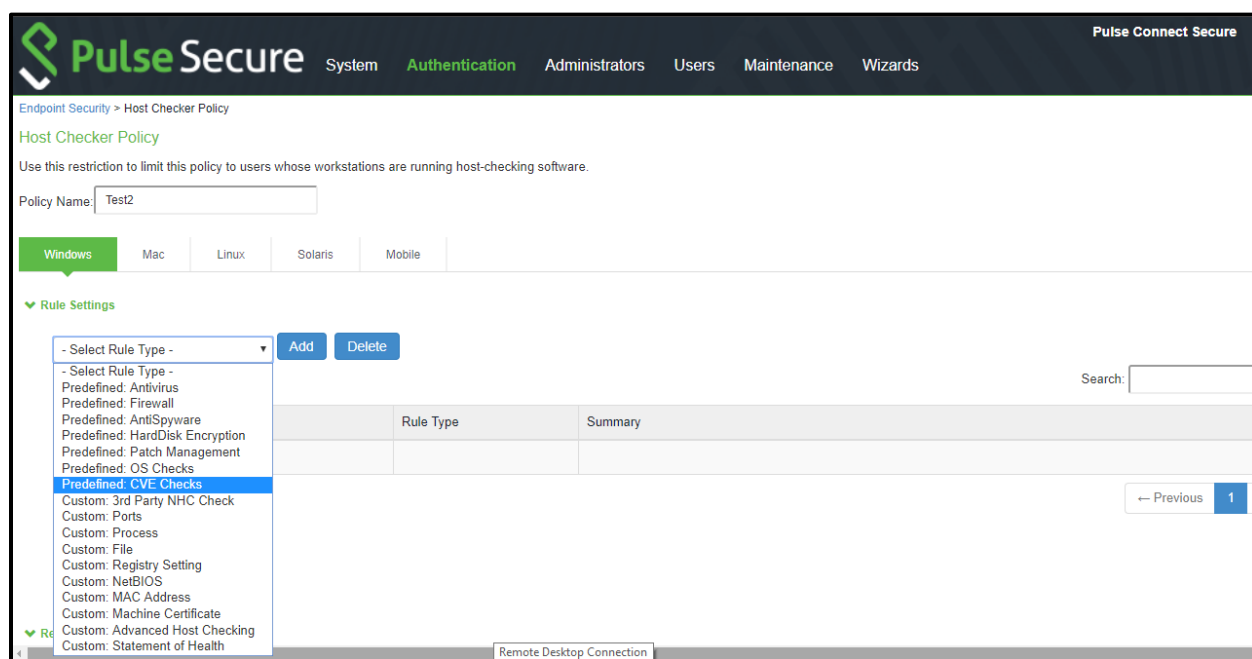 Pulse Connect Secure
Pulse Secure System Authentication Administrators Users Maintenance Wizards
Endpoint Security > Host Checker Policy
Host Checker Policy
Use this restriction to limit this policy to users whose workstations are running host-checking software.
Policy Name: Test2
Windows Mac Linux Solaris Mobile
Rule Settings
- Select Rule Type - Add Delete
- Select Rule Type -
Search:
Predefined: Antivirus
Predefined: Firewall
Predefined: AntiSpyware
Rule Type Summary
Predefined: HardDisk Encryption
Predefined: Patch Management
Predefined: OS Checks
Predefined: CVE Checks
Custom: 3rd Party NHC Check
← Previous 1
Custom: Ports
Custom: Process
Custom: File
Custom: Registry Setting
Custom: NetBIOS
Custom: MAC Address
Custom: Machine Certificate
Custom: Advanced Host Checking
Custom: Statement of Health
Remote Desktop Connection